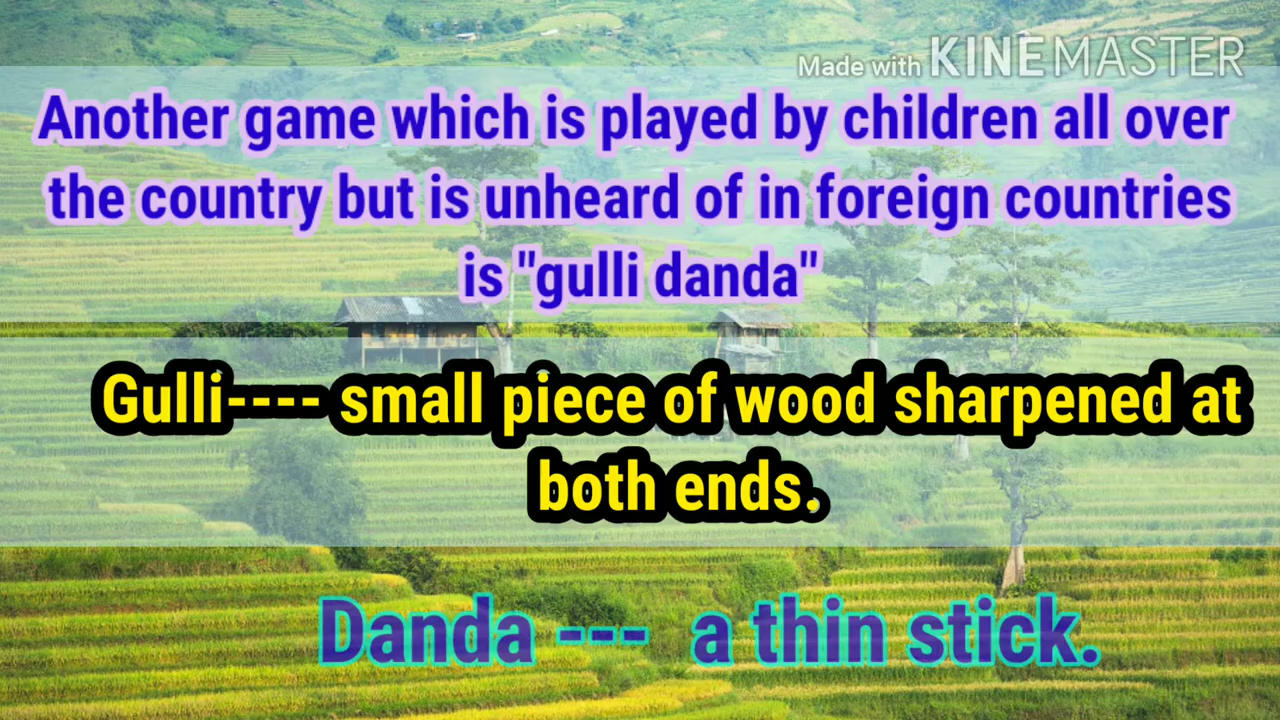 Made with KINEMASTER
Another game which is played by children all over
the country but is unheard of in foreign countries
is "gulli danda"
Gulli---- small piece of wood sharpened at
both ends.
Danda --- a thin stick.